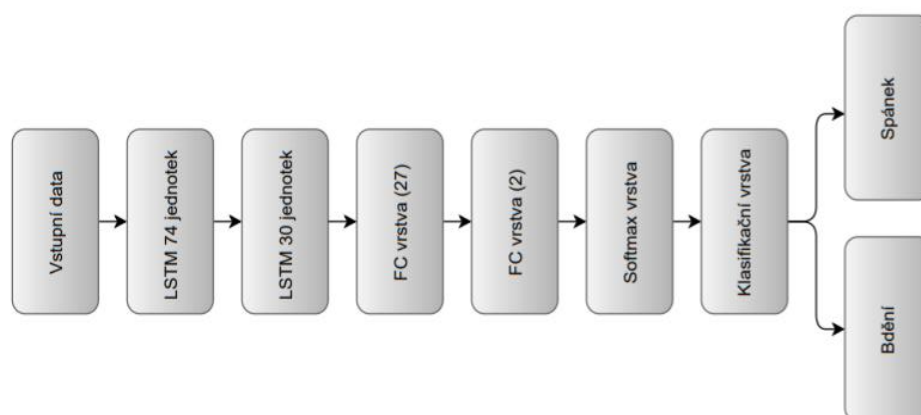 Vstupní data
LSTM 74 jednotek
LSTM 30 jednotek
FC vrstva (27)
FC vrstva (2)
Softmax vrstva
Klasifikační vrstva
Spánek
Bdění